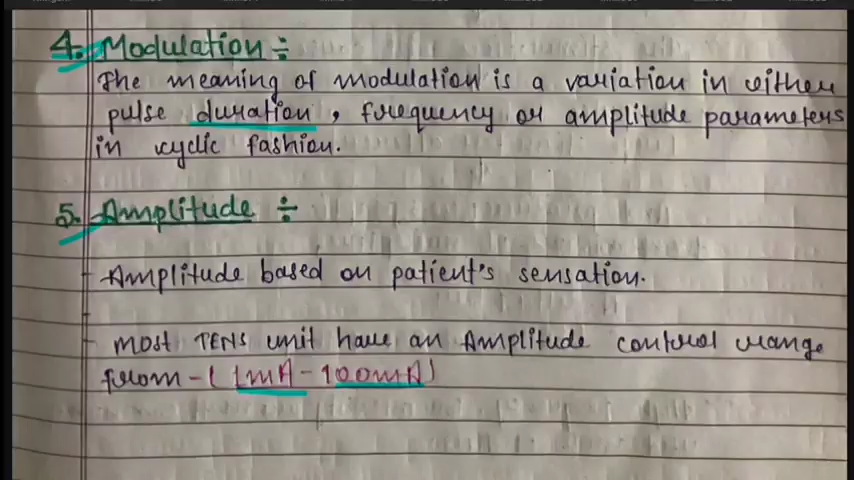 4. Modulation ÷
The meaning of modulation is a variation in either
pulse duration, frequency or amplitude parameters
in cyclic fashion.
5. Amplitude ÷
- Amplitude based on patient's sensation.
- most TENS unit have an Amplitude control range
from - (1mA - 100mA)